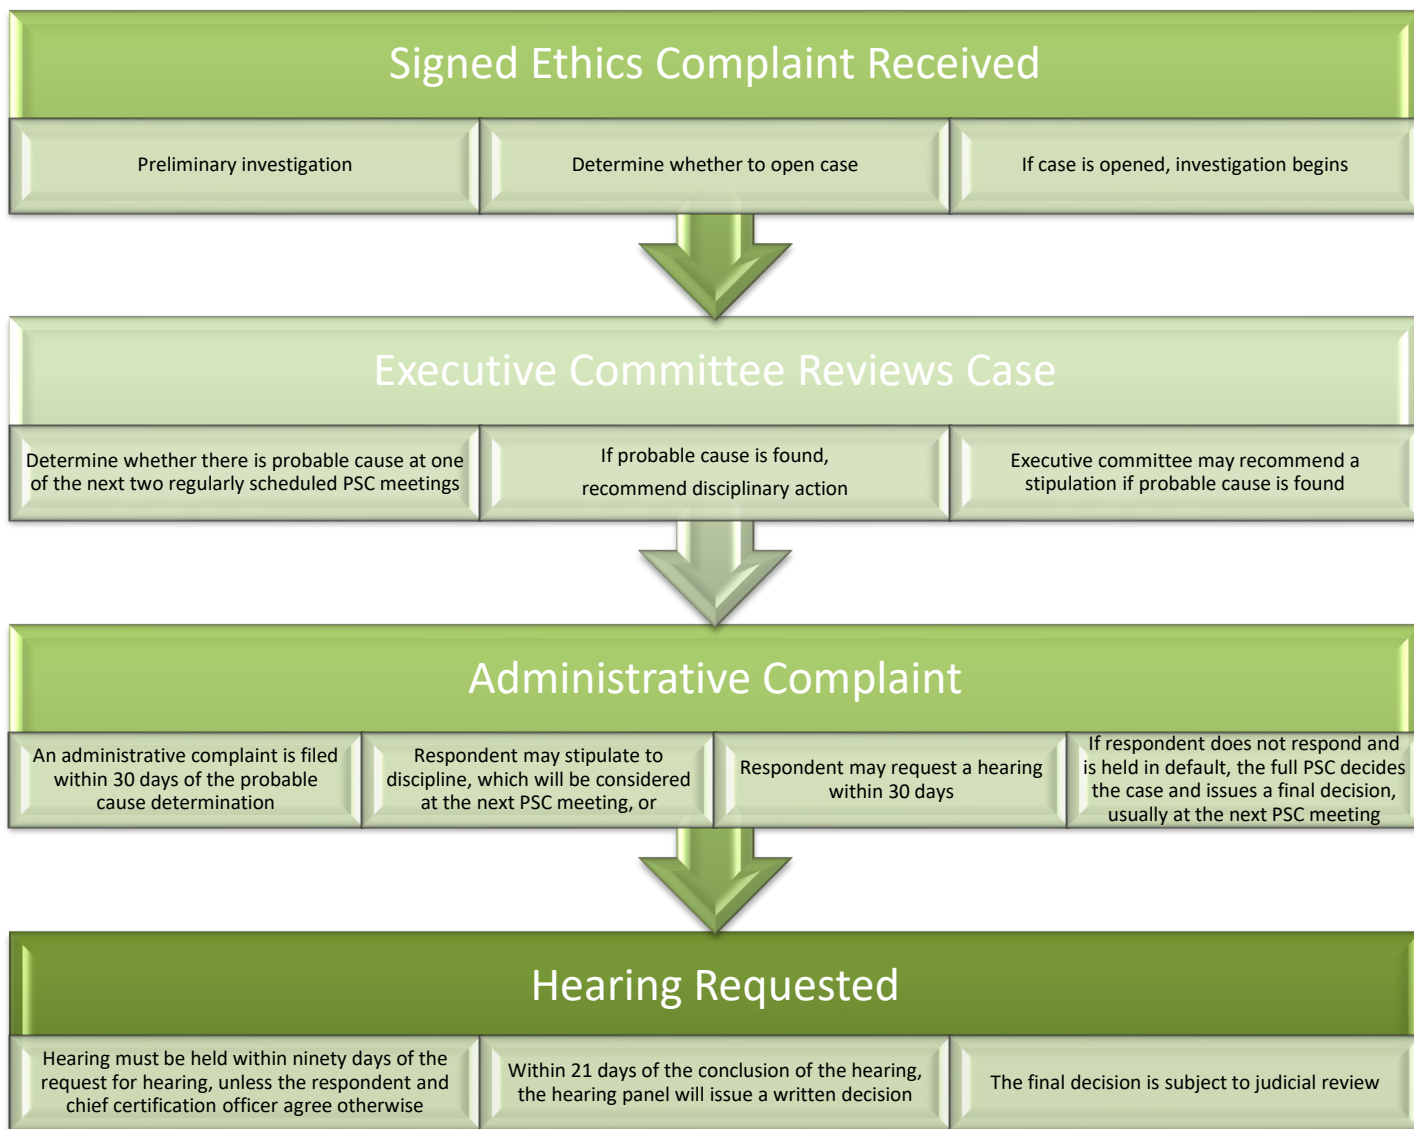 Signed Ethics Complaint Received
Preliminary investigation
Determine whether to open case
If case is opened, investigation begins
Executive Committee Reviews Case
Determine whether there is probable cause at one
of the next two regularly scheduled PSC meetings
If probable cause is found,
recommend disciplinary action
Executive committee may recommend a
stipulation if probable cause is found
Administrative Complaint
An administrative complaint is filed
within 30 days of the probable
cause determination
Respondent may stipulate to
discipline, which will be considered
at the next PSC meeting, or
Respondent may request a hearing
within 30 days
If respondent does not respond and
is held in default, the full PSC decides
the case and issues a final decision,
usually at the next PSC meeting
Hearing Requested
Hearing must be held within ninety days of the
request for hearing, unless the respondent and
chief certification officer agree otherwise
Within 21 days of the conclusion of the hearing,
the hearing panel will issue a written decision
The final decision is subject to judicial review